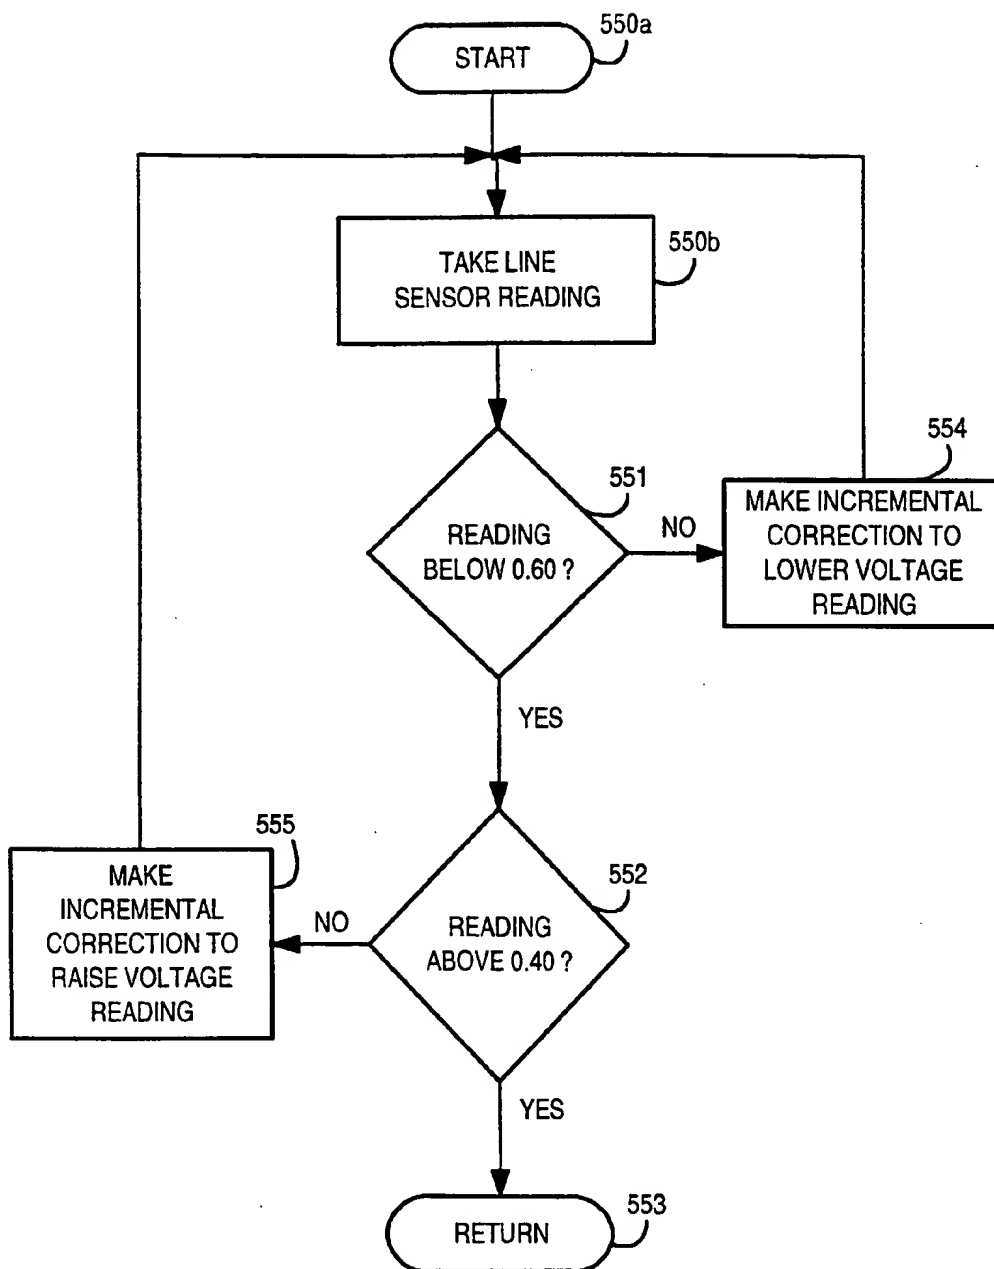 START
550a
TAKE LINE
SENSOR READING
550b
READING
BELOW 0.60 ?
551
NO
554
MAKE INCREMENTAL
CORRECTION TO
LOWER VOLTAGE
READING
YES
555
MAKE
INCREMENTAL
CORRECTION TO
RAISE VOLTAGE
READING
NO
READING
ABOVE 0.40 ?
552
YES
RETURN
553